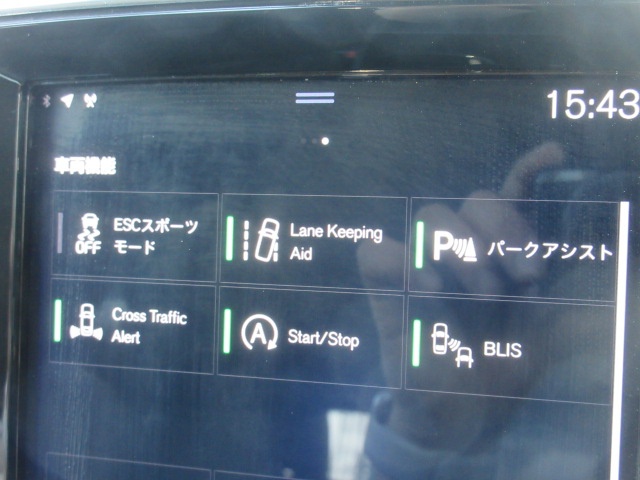 15:43
車両機能
ESCスポーツ
モード
OFF
Lane Keeping
Aid
P
パークアシスト
Cross Traffic
Alert
A
Start/Stop
BLIS